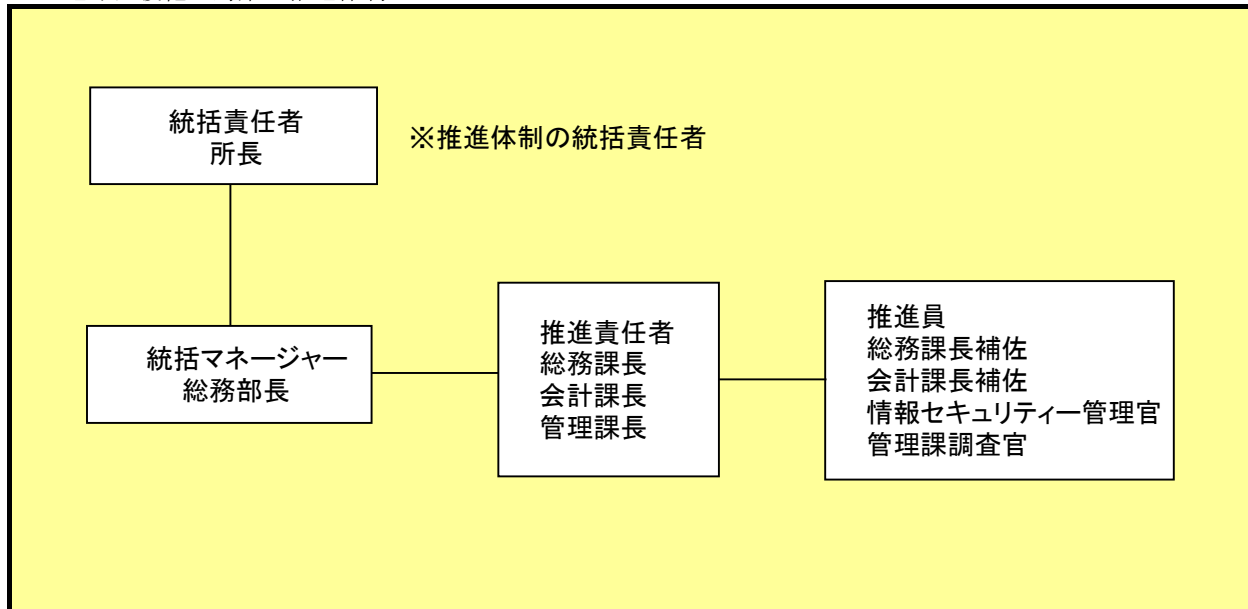 統括責任者
所長
※推進体制の統括責任者
統括マネージャー
総務部長
推進責任者
総務課長
会計課長
管理課長
推進員
総務課長補佐
会計課長補佐
情報セキュリティー管理官
管理課調査官